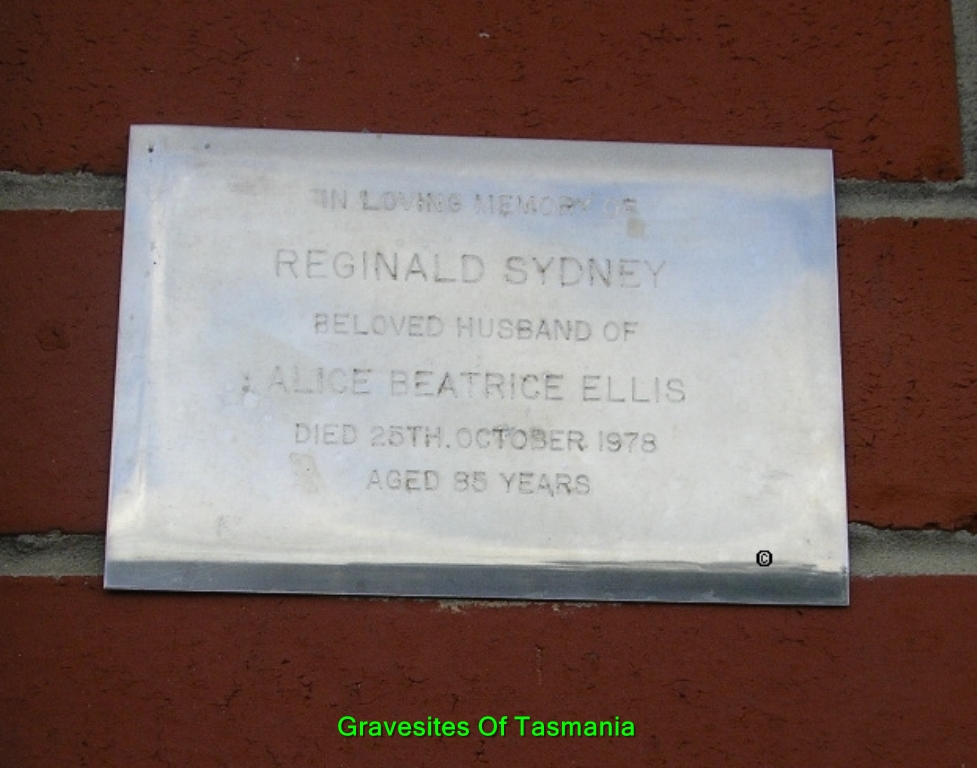 IN LOVING MEMORY OF
REGINALD SYDNEY
BELOVED HUSBAND OF
ALICE BEATRICE ELLIS
DIED 25TH. OCTOBER 1978
AGED 85 YEARS
©
Gravesites Of Tasmania